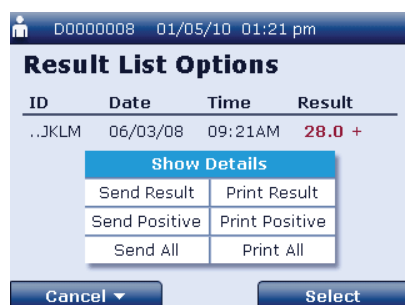 D0000008 01/05/10 01:21 pm
Result List Options
ID Date Time Result
..JKLM 06/03/08 09:21AM 28.0 +
Show Details
Send Result Print Result
Send Positive Print Positive
Send All Print All
Cancel Select